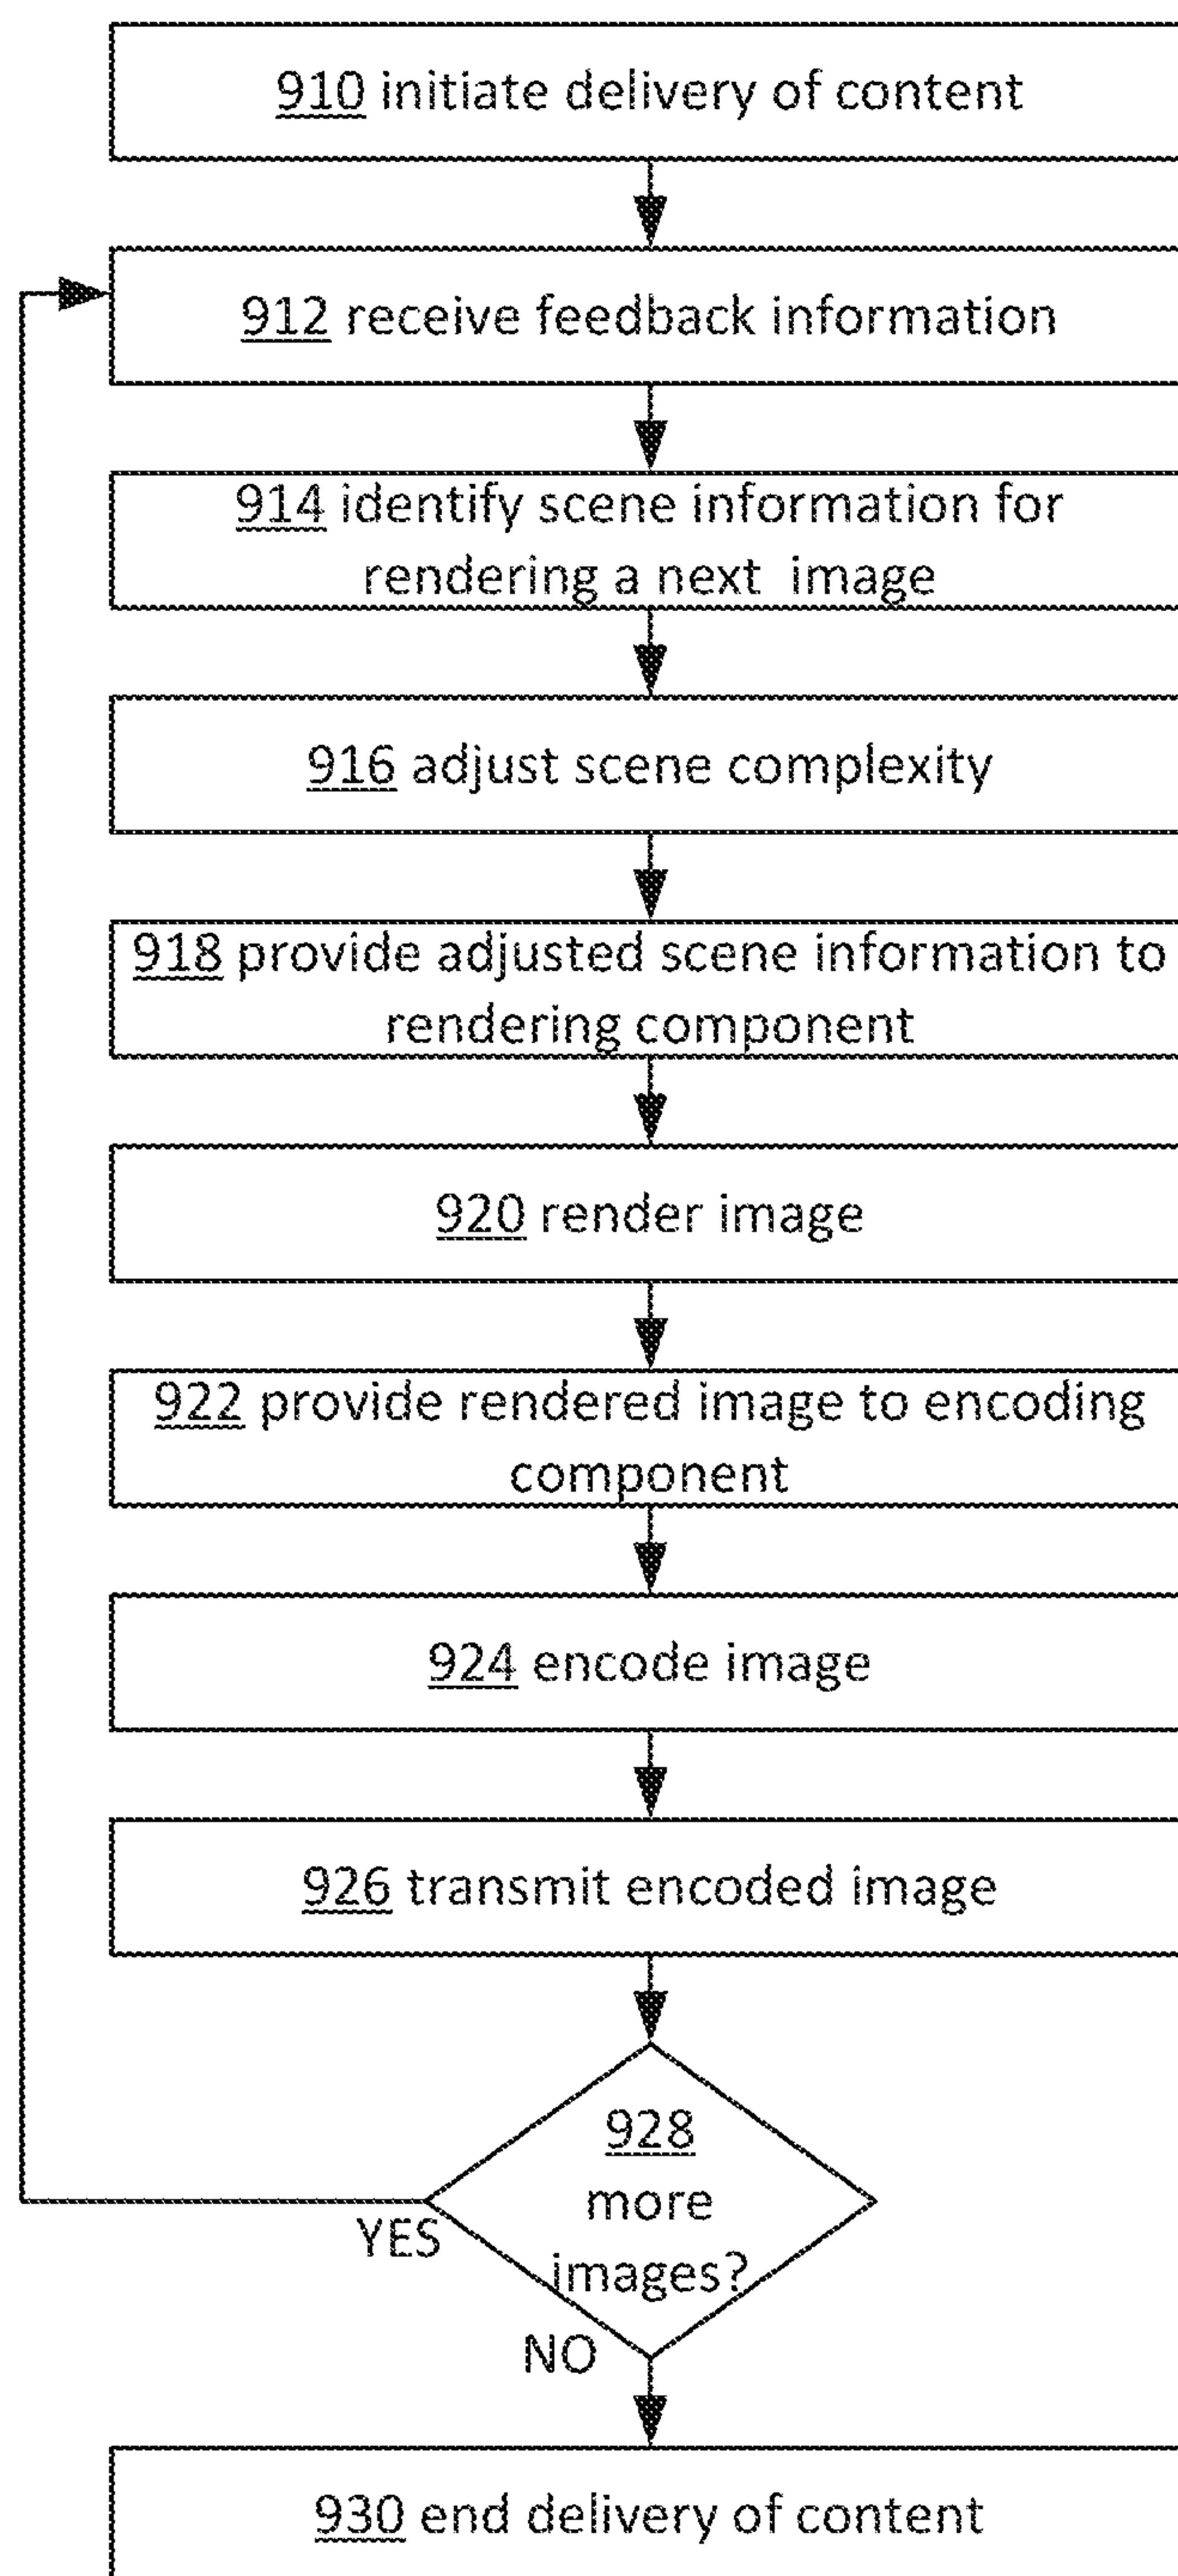 910 initiate delivery of content
912 receive feedback information
914 identify scene information for
rendering a next image
916 adjust scene complexity
918 provide adjusted scene information to
rendering component
920 render image
922 provide rendered image to encoding
component
924 encode image
926 transmit encoded image
928
more
images?
YES
NO
930 end delivery of content